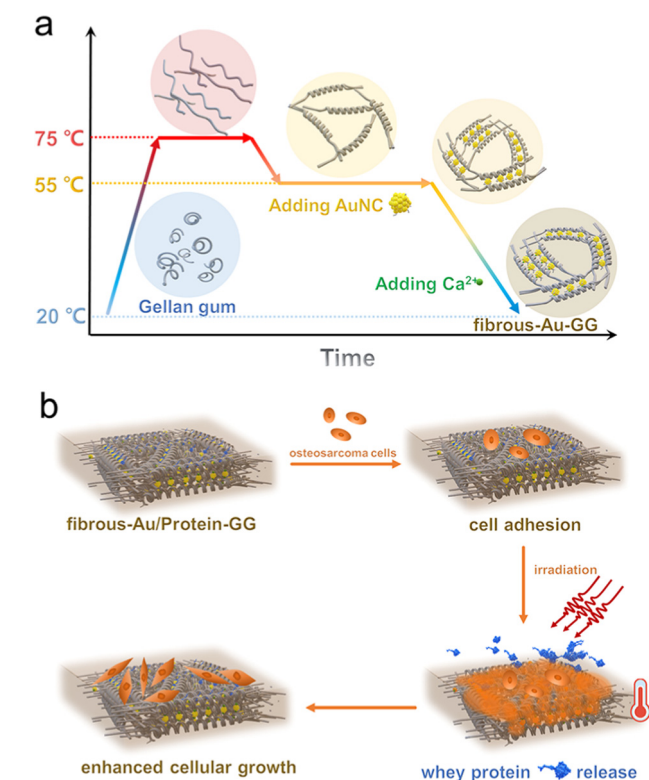 a
75 °C
55 °C
Adding AuNC
Gellan gum
Adding Ca²⁺
20 °C
fibrous-Au-GG
Time
b
osteosarcoma cells
fibrous-Au/Protein-GG
cell adhesion
irradiation
enhanced cellular growth
whey protein release